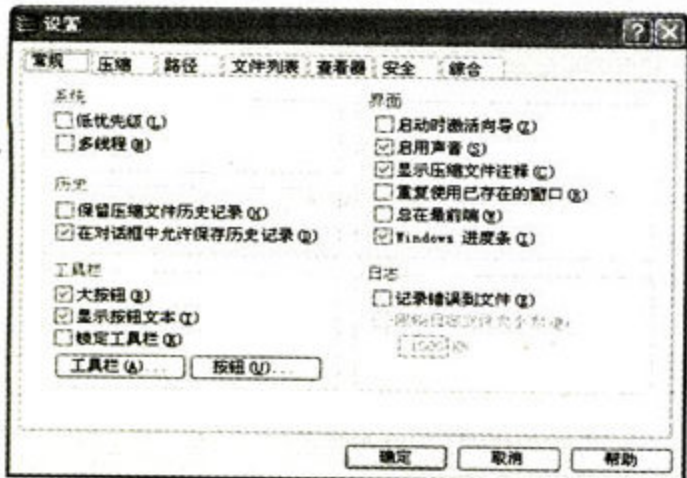 设置
常规 压缩 路径 文件列表 查看器 安全 综合
系统
低优先级(L)
多线程(M)
历史
保留压缩文件历史记录(K)
在对话框中允许保存历史记录(D)
工具栏
大按钮(B)
显示按钮文本(T)
锁定工具栏(K)
工具栏(A)... 按钮(U)...
界面
启动时激活向导(Z)
启用声音(S)
显示压缩文件注释(C)
重复使用已存在的窗口(R)
总在最前端(W)
Windows 进度条(I)
日志
记录错误到文件(E)
1000 KB
确定 取消 帮助